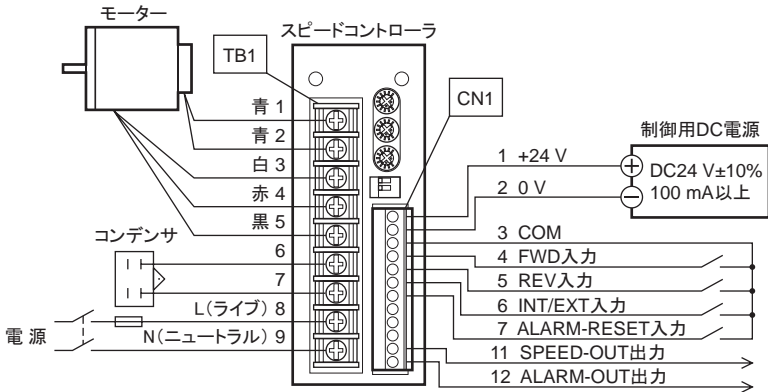 モーター
スピードコントローラ
TB1
CN1
青 1
青 2
白 3
赤 4
黒 5
コンデンサ
6
7
L（ライブ） 8
電 源
N（ニュートラル） 9
制御用DC電源
1 +24 V
DC24 V±10%
2 0 V
100 mA以上
3 COM
4 FWD入力
5 REV入力
6 INT/EXT入力
7 ALARM-RESET入力
11 SPEED-OUT出力
12 ALARM-OUT出力